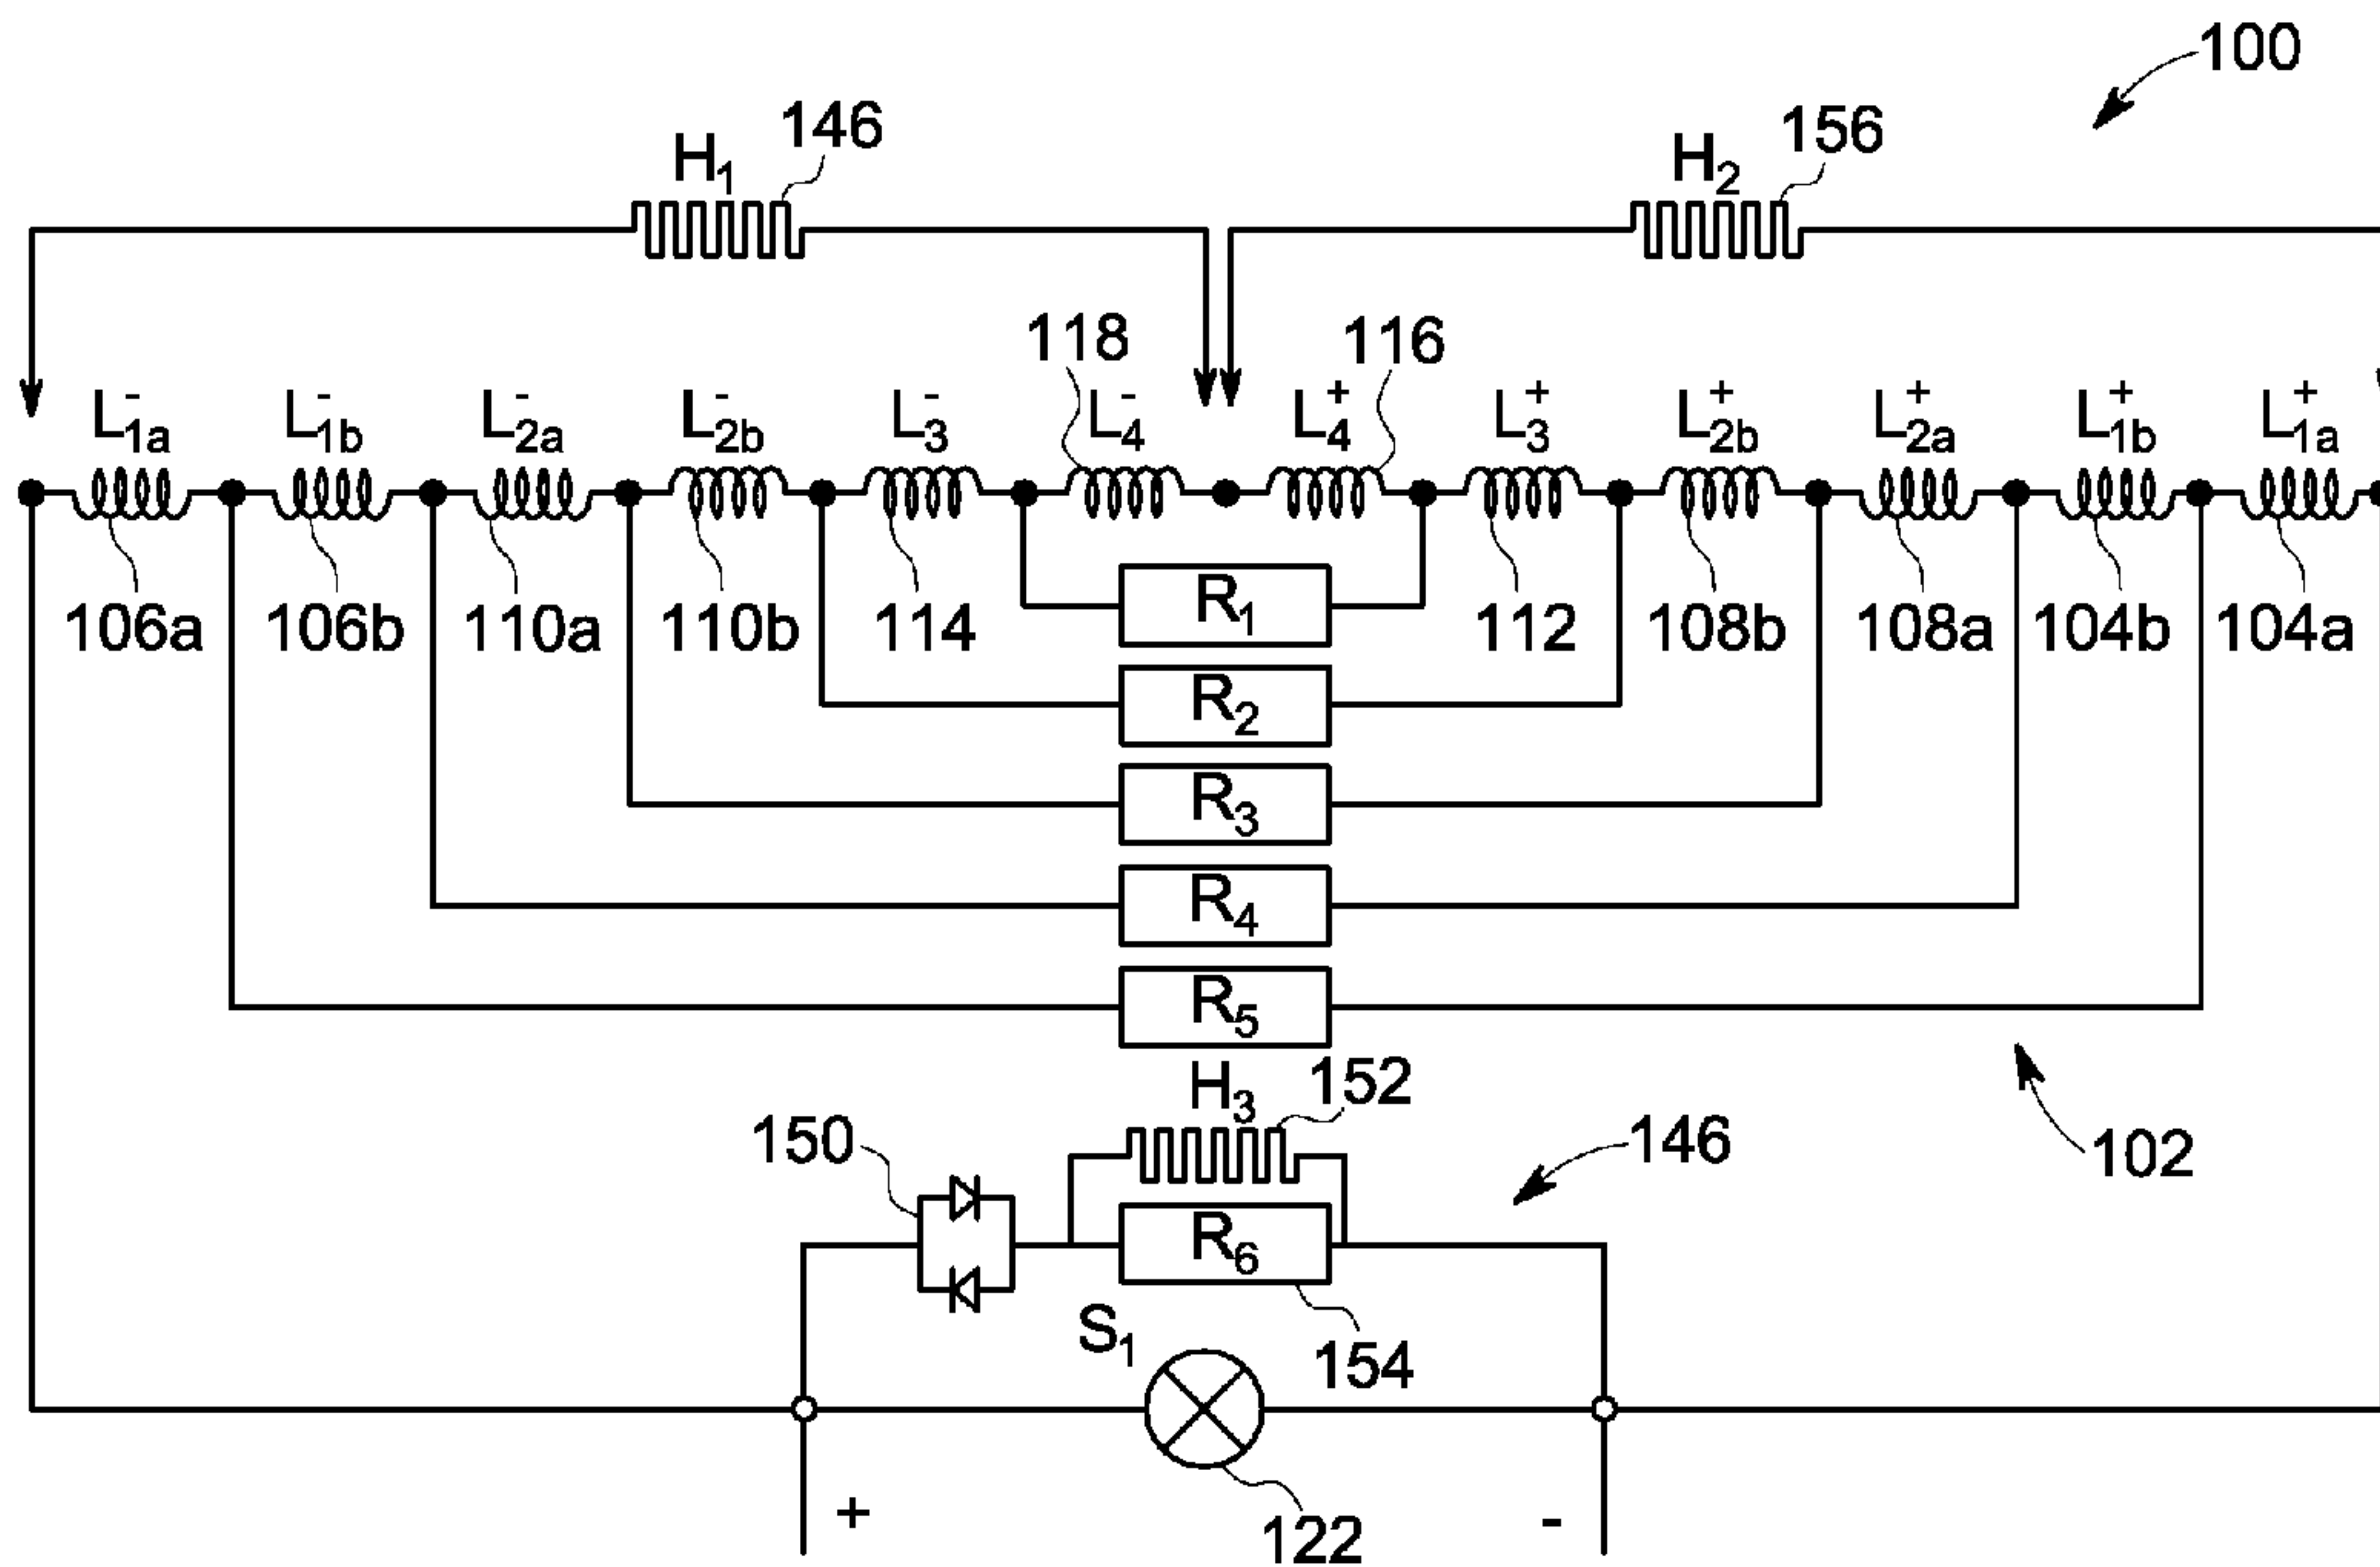 100
146
156
H1
H2
118
116
L-1a
L-1b
L-2a
L-2b
L-3
L-4
L+4
L+3
L+2b
L+2a
L+1b
L+1a
106a
106b
110a
110b
114
R1
112
108b
108a
104b
104a
R2
R3
R4
R5
H3
152
150
146
102
R6
S1
154
+
-
122